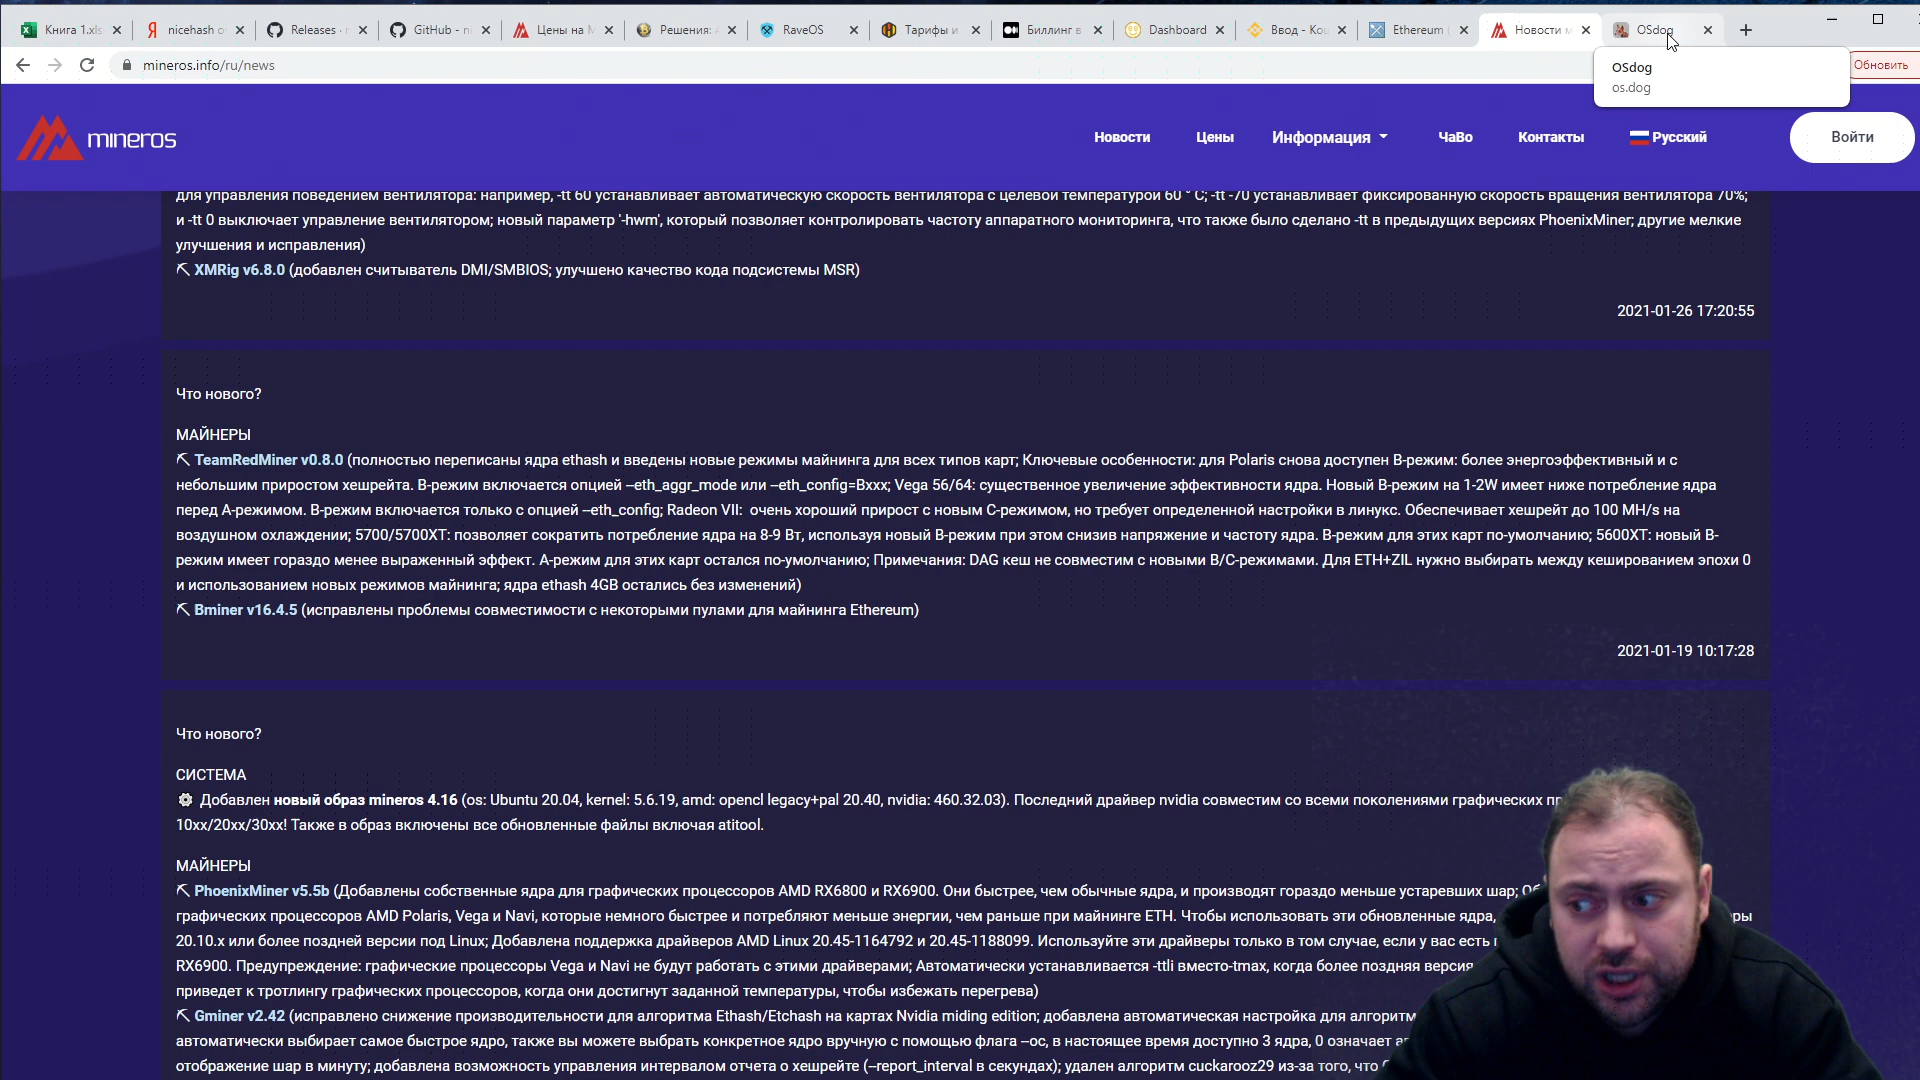 Книга 1.xls
nicehash o
Releases ·
GitHub - ni
Цены на M
Решения: A
RaveOS
Тарифы и
Биллинг в
Dashboard
Ввод - Ко
Ethereum
Новости m
OSdog
mineros.info/ru/news
OSdog
os.dog
Обновить
mineros
Новости
Цены
Информация
ЧаВо
Контакты
Русский
Войти
для управления поведением вентилятора: например, -tt 60 устанавливает автоматическую скорость вентилятора с целевой температурой 60 ° C; -tt -70 устанавливает фиксированную скорость вращения вентилятора 70%;
и -tt 0 выключает управление вентилятором; новый параметр '-hwm', который позволяет контролировать частоту аппаратного мониторинга, что также было сделано -tt в предыдущих версиях PhoenixMiner; другие мелкие
улучшения и исправления)
XMRig v6.8.0 (добавлен считыватель DMI/SMBIOS; улучшено качество кода подсистемы MSR)
2021-01-26 17:20:55
Что нового?
МАЙНЕРЫ
TeamRedMiner v0.8.0 (полностью переписаны ядра ethash и введены новые режимы майнинга для всех типов карт; Ключевые особенности: для Polaris снова доступен B-режим: более энергоэффективный и с
небольшим приростом хешрейта. B-режим включается опцией –eth_aggr_mode или –eth_config=Bxxx; Vega 56/64: существенное увеличение эффективности ядра. Новый B-режим на 1-2W имеет ниже потребление ядра
перед A-режимом. B-режим включается только с опцией –eth_config; Radeon VII: очень хороший прирост с новым C-режимом, но требует определенной настройки в линукс. Обеспечивает хешрейт до 100 MH/s на
воздушном охлаждении; 5700/5700XT: позволяет сократить потребление ядра на 8-9 Вт, используя новый B-режим при этом снизив напряжение и частоту ядра. B-режим для этих карт по-умолчанию; 5600XT: новый B-
режим имеет гораздо менее выраженный эффект. A-режим для этих карт остался по-умолчанию; Примечания: DAG кеш не совместим с новыми B/C-режимами. Для ETH+ZIL нужно выбирать между кешированием эпохи 0
и использованием новых режимов майнинга; ядра ethash 4GB остались без изменений)
Bminer v16.4.5 (исправлены проблемы совместимости с некоторыми пулами для майнинга Ethereum)
2021-01-19 10:17:28
Что нового?
СИСТЕМА
Добавлен новый образ mineros 4.16 (os: Ubuntu 20.04, kernel: 5.6.19, amd: opencl legacy+pal 20.40, nvidia: 460.32.03). Последний драйвер nvidia совместим со всеми поколениями графических
10xx/20xx/30xx! Также в образ включены все обновленные файлы включая atitool.
МАЙНЕРЫ
PhoenixMiner v5.5b (Добавлены собственные ядра для графических процессоров AMD RX6800 и RX6900. Они быстрее, чем обычные ядра, и производят гораздо меньше устаревших шар;
графических процессоров AMD Polaris, Vega и Navi, которые немного быстрее и потребляют меньше энергии, чем раньше при майнинге ETH. Чтобы использовать эти обновленные ядра,
20.10.x или более поздней версии под Linux; Добавлена поддержка драйверов AMD Linux 20.45-1164792 и 20.45-1188099. Используйте эти драйверы только в том случае, если у вас есть
RX6900. Предупреждение: графические процессоры Vega и Navi не будут работать с этими драйверами; Автоматически устанавливается -ttli вместо-tmax, когда более поздняя версия
приведет к тротлингу графических процессоров, когда они достигнут заданной температуры, чтобы избежать перегрева)
Gminer v2.42 (исправлено снижение производительности для алгоритма Ethash/Etchash на картах Nvidia miding edition; добавлена автоматическая настройка для алгоритм
автоматически выбирает самое быстрое ядро, также вы можете выбрать конкретное ядро вручную с помощью флага –oc, в настоящее время доступно 3 ядра, 0 означает
отображение шар в минуту; добавлена возможность управления интервалом отчета о хешрейте (–report_interval в секундах); удален алгоритм cuckarooz29 из-за того, что